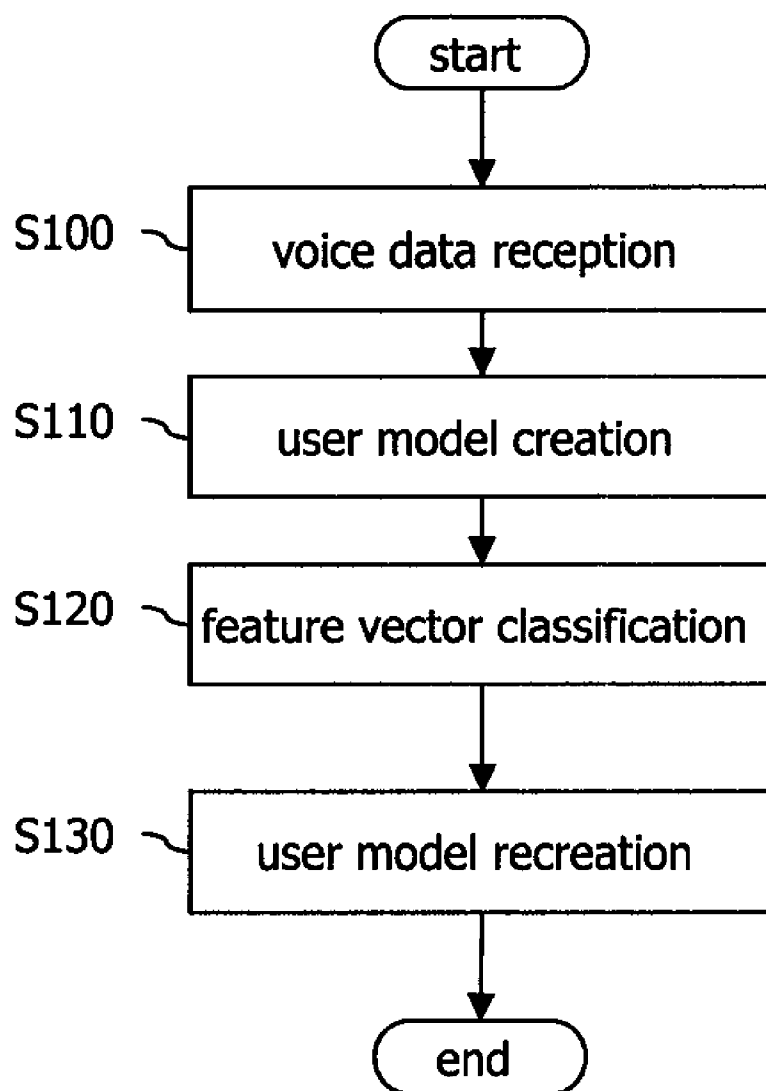 start
S100 voice data reception
S110 user model creation
S120 feature vector classification
S130 user model recreation
end